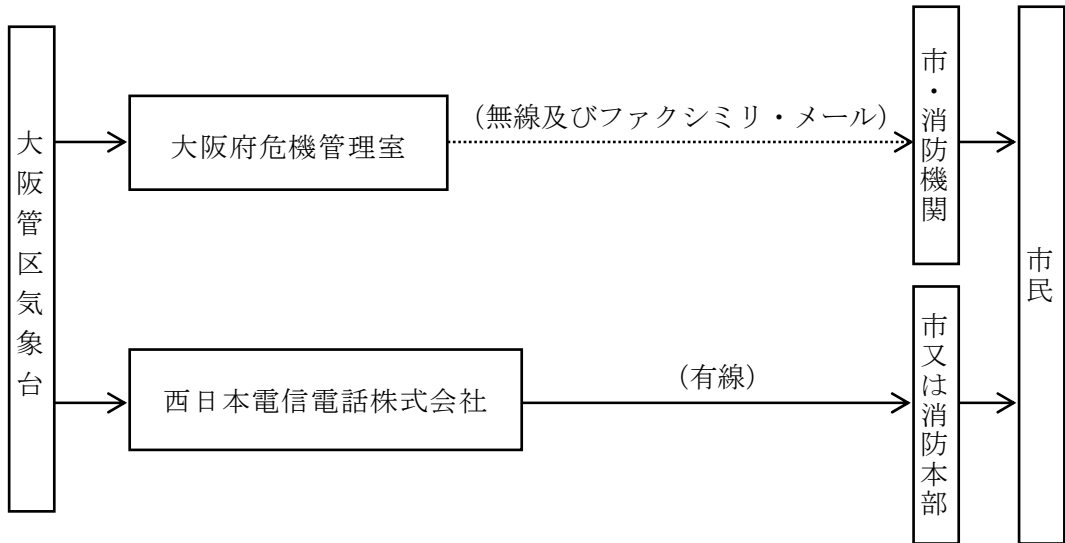 大阪管区気象台
大阪府危機管理室
（無線及びファクシミリ・メール）
市・消防機関
西日本電信電話株式会社
（有線）
市又は消防本部
市民